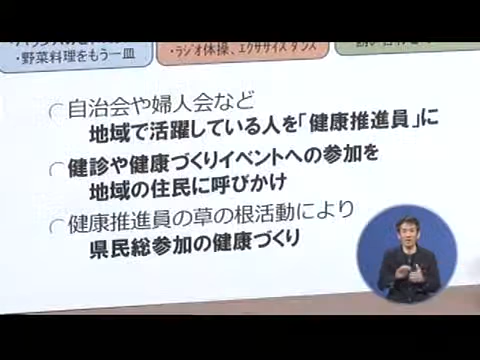 ・野菜料理をもう一皿
・ラジオ体操、エクササイズ ダンス
自治会や婦人会など
地域で活躍している人を「健康推進員」に
健診や健康づくりイベントへの参加を
地域の住民に呼びかけ
健康推進員の草の根活動により
県民総参加の健康づくり